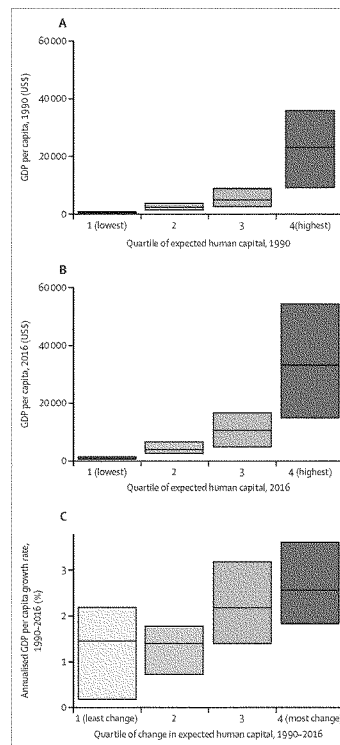 A
60 000
40 000
20 000
0
GDP per capita, 1990 (US$)
1 (lowest) 2 3 4 (highest)
Quartile of expected human capital, 1990
B
60 000
40 000
20 000
0
GDP per capita, 2016 (US$)
1 (lowest) 2 3 4 (highest)
Quartile of expected human capital, 2016
C
3
2
1
0
Annualised GDP per capita growth rate,
1990–2016 (%)
1 (least change) 2 3 4 (most change)
Quartile of change in expected human capital, 1990–2016